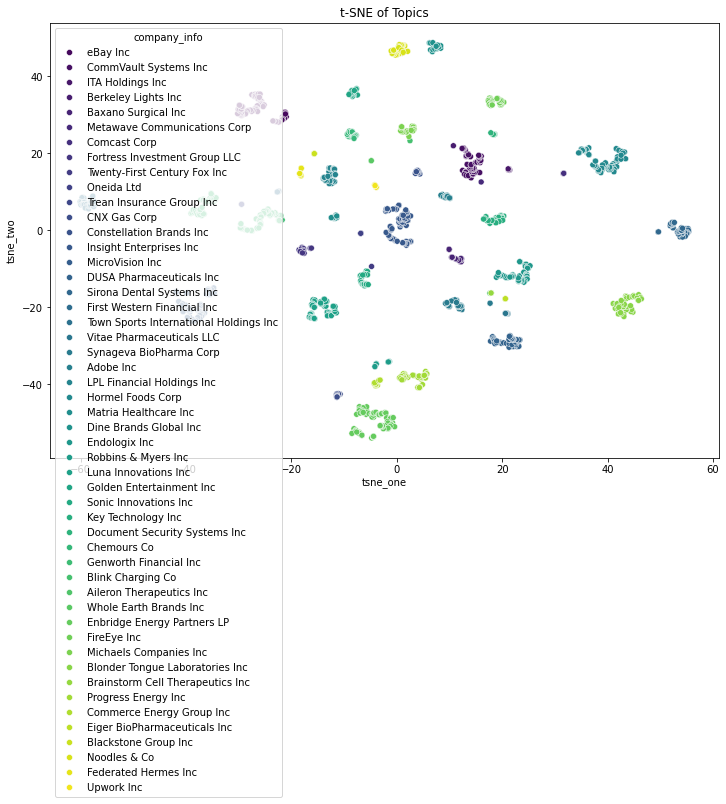 t-SNE of Topics
company_info
eBay Inc
CommVault Systems Inc
ITA Holdings Inc
Berkeley Lights Inc
Baxano Surgical Inc
Metawave Communications Corp
Comcast Corp
Fortress Investment Group LLC
Twenty-First Century Fox Inc
Oneida Ltd
Trean Insurance Group Inc
CNX Gas Corp
Constellation Brands Inc
Insight Enterprises Inc
MicroVision Inc
DUSA Pharmaceuticals Inc
Sirona Dental Systems Inc
First Western Financial Inc
Town Sports International Holdings Inc
Vitae Pharmaceuticals LLC
Synageva BioPharma Corp
Adobe Inc
LPL Financial Holdings Inc
Hormel Foods Corp
Matria Healthcare Inc
Dine Brands Global Inc
Endologix Inc
Robbins & Myers Inc
Luna Innovations Inc
Golden Entertainment Inc
Sonic Innovations Inc
Key Technology Inc
Document Security Systems Inc
Chemours Co
Genworth Financial Inc
Blink Charging Co
Aileron Therapeutics Inc
Whole Earth Brands Inc
Enbridge Energy Partners LP
FireEye Inc
Michaels Companies Inc
Blonder Tongue Laboratories Inc
Brainstorm Cell Therapeutics Inc
Progress Energy Inc
Commerce Energy Group Inc
Eiger BioPharmaceuticals Inc
Blackstone Group Inc
Noodles & Co
Federated Hermes Inc
Upwork Inc
tsne_two
40
20
0
−20
−40
−60
−40
−20
0
20
40
60
tsne_one